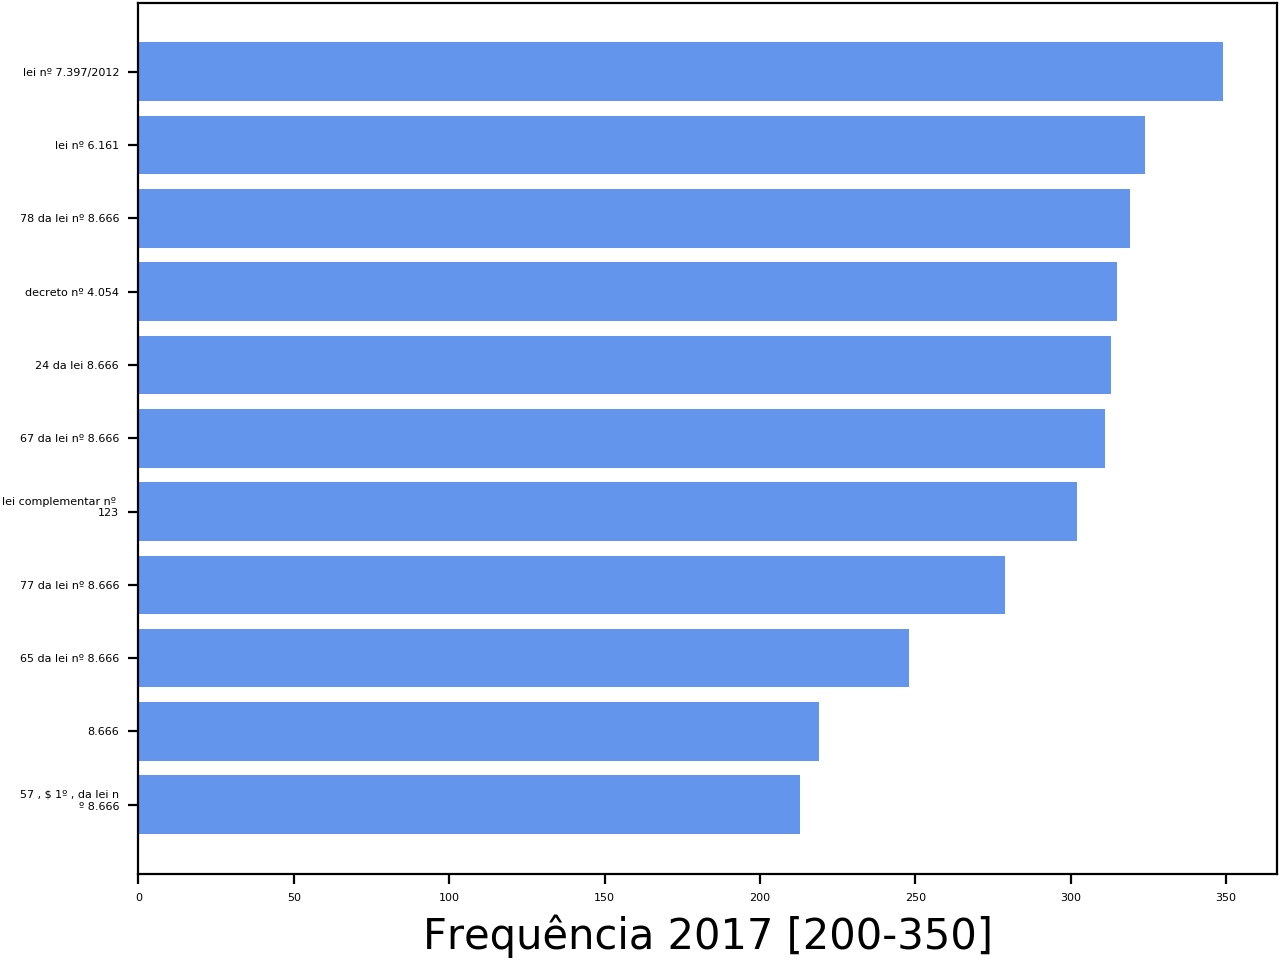 lei nº 7.397/2012
lei nº 6.161
78 da lei nº 8.666
decreto nº 4.054
24 da lei 8.666
67 da lei nº 8.666
lei complementar nº
123
77 da lei nº 8.666
65 da lei nº 8.666
8.666
57 , $ 1º , da lei n
º 8.666
0 50 100 150 200 250 300 350
Frequência 2017 [200-350]